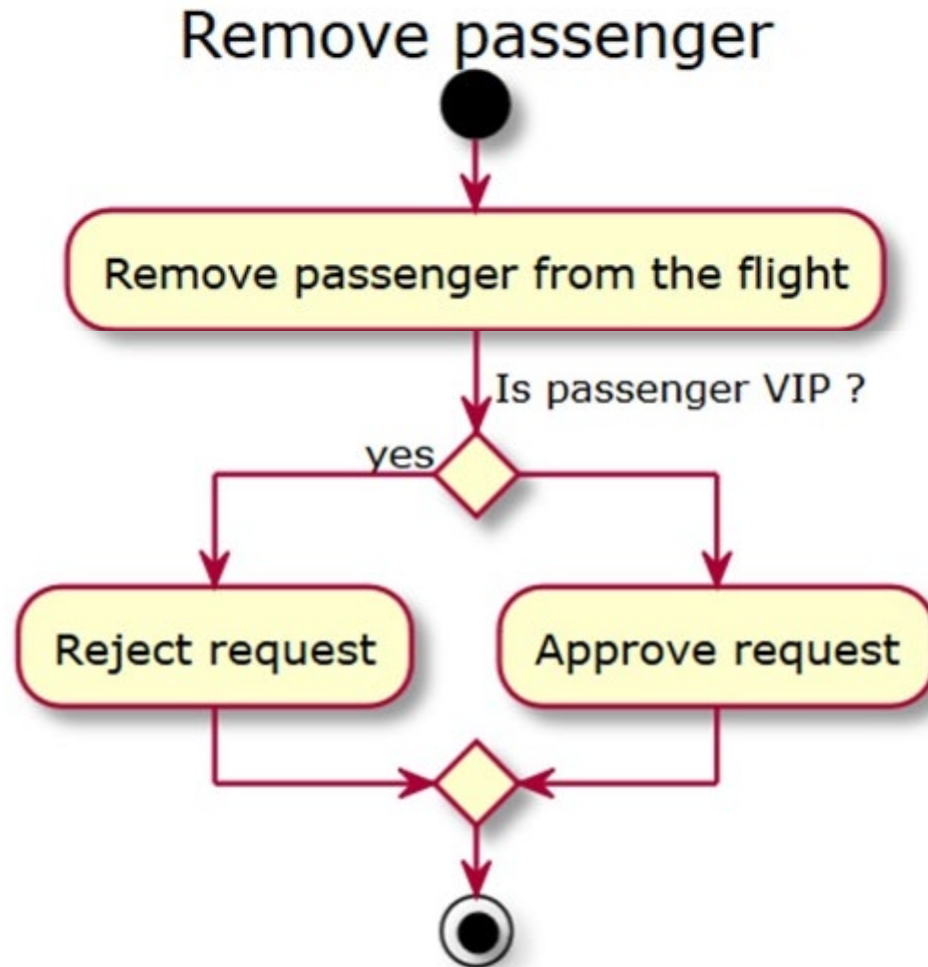 Remove passenger
Remove passenger from the flight
Is passenger VIP ?
yes
Reject request
Approve request